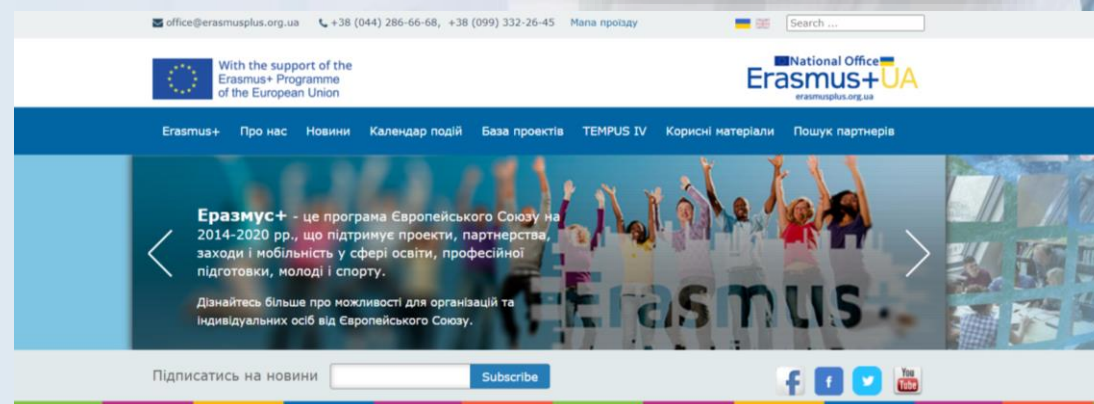 office@erasmusplus.org.ua +38 (044) 286-66-68, +38 (099) 332-26-45 Мапа проїзду Search ...
With the support of the
Erasmus+ Programme
of the European Union
National Office
Erasmus+UA
erasmusplus.org.ua
Erasmus+ Про нас Новини Календар подій База проектів TEMPUS IV Корисні матеріали Пошук партнерів
Еразмус+ - це програма Європейського Союзу на
2014-2020 рр., що підтримує проекти, партнерства,
заходи і мобільність у сфері освіти, професійної
підготовки, молоді і спорту.
Дізнайтесь більше про можливості для організацій та
індивідуальних осіб від Європейського Союзу.
Erasmus+
Підписатись на новини Subscribe
You
Tube